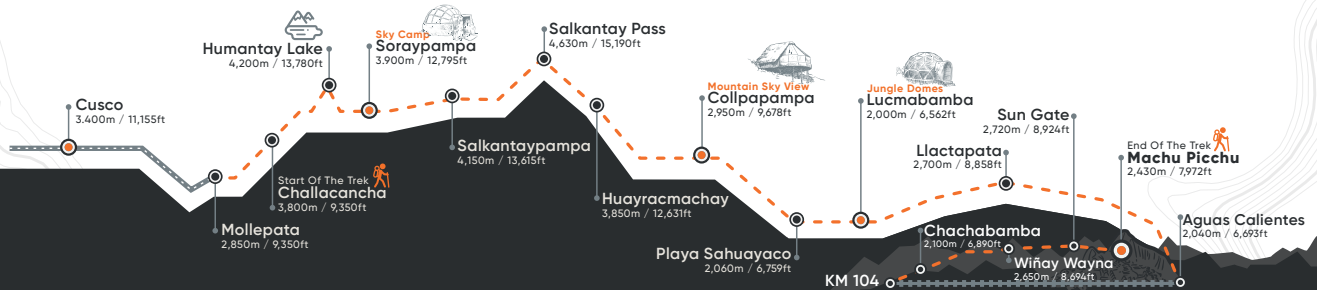 Cusco
3.400m / 11,155ft
Mollepata
2,850m / 9,350ft
Start Of The Trek
Challacancha
3,800m / 9,350ft
Humantay Lake
4,200m / 13,780ft
Sky Camp
Soraypampa
3.900m / 12,795ft
Salkantaypampa
4,150m / 13,615ft
Salkantay Pass
4,630m / 15,190ft
Huayracmachay
3,850m / 12,631ft
Mountain Sky View
Collpapampa
2,950m / 9,678ft
Playa Sahuayaco
2,060m / 6,759ft
Jungle Domes
Lucmabamba
2,000m / 6,562ft
Llactapata
2,700m / 8,858ft
Sun Gate
2,720m / 8,924ft
End Of The Trek
Machu Picchu
2,430m / 7,972ft
Aguas Calientes
2,040m / 6,693ft
Chachabamba
2,100m / 6,890ft
Wiñay Wayna
2,650m / 8,694ft
KM 104